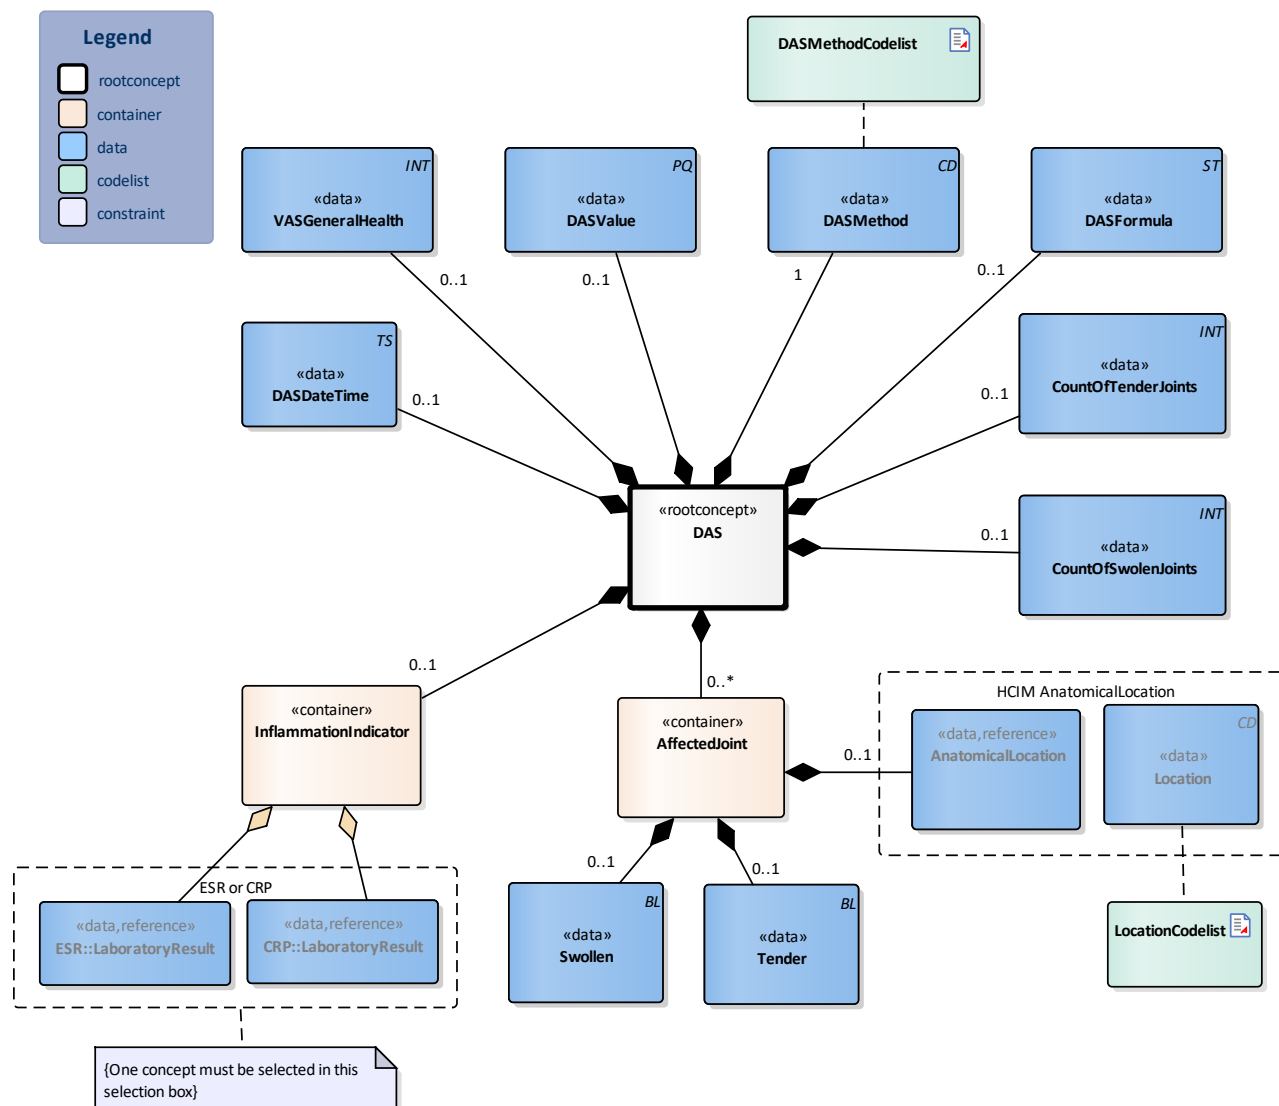 Legend
rootconcept
container
data
codelist
constraint
DASMethodCodelist
INT
«data»
VASGeneralHealth
PQ
«data»
DASValue
CD
«data»
DASMethod
ST
«data»
DASFormula
0..1
0..1
1
0..1
TS
«data»
DASDateTime
0..1
INT
«data»
CountOfTenderJoints
0..1
«rootconcept»
DAS
INT
«data»
CountOfSwolenJoints
0..1
0..1
0..*
«container»
InflammationIndicator
«container»
AffectedJoint
HCIM AnatomicalLocation
0..1
«data,reference»
AnatomicalLocation
CD
«data»
Location
ESR or CRP
«data,reference»
ESR::LaboratoryResult
«data,reference»
CRP::LaboratoryResult
0..1
0..1
BL
«data»
Swollen
BL
«data»
Tender
LocationCodelist
{One concept must be selected in this
selection box}